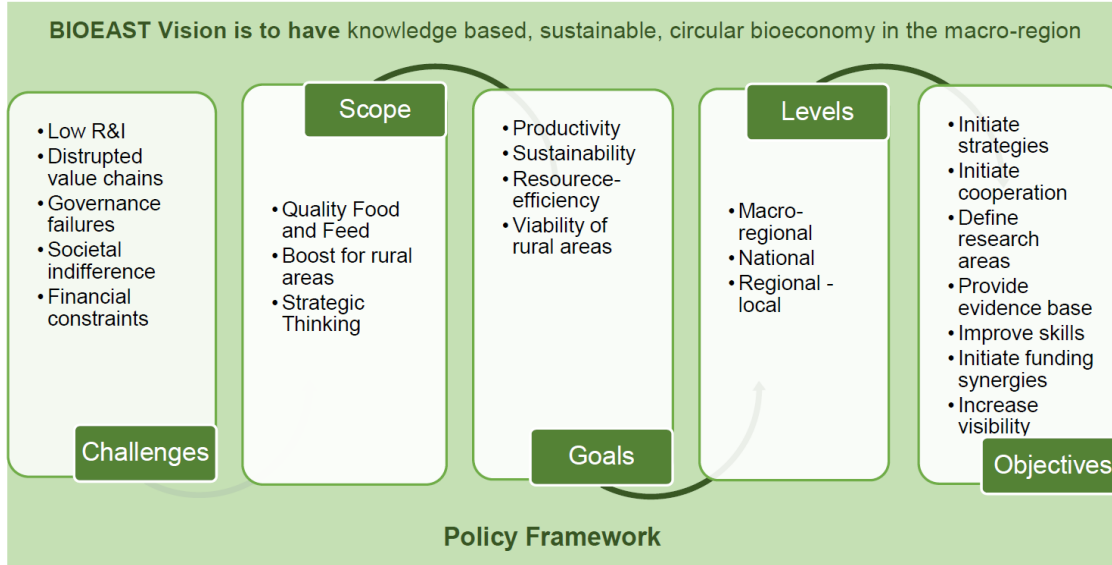 BIOEAST Vision is to have knowledge based, sustainable, circular bioeconomy in the macro-region
• Low R&I
• Distrupted
value chains
• Governance
failures
• Societal
indifference
• Financial
constraints
Challenges
Scope
• Quality Food
and Feed
• Boost for rural
areas
• Strategic
Thinking
• Productivity
• Sustainability
• Resourece-
efficiency
• Viability of
rural areas
Goals
Levels
• Macro-
regional
• National
• Regional -
local
• Initiate
strategies
• Initiate
cooperation
• Define
research
areas
• Provide
evidence base
• Improve skills
• Initiate funding
synergies
• Increase
visibility
Objectives
Policy Framework